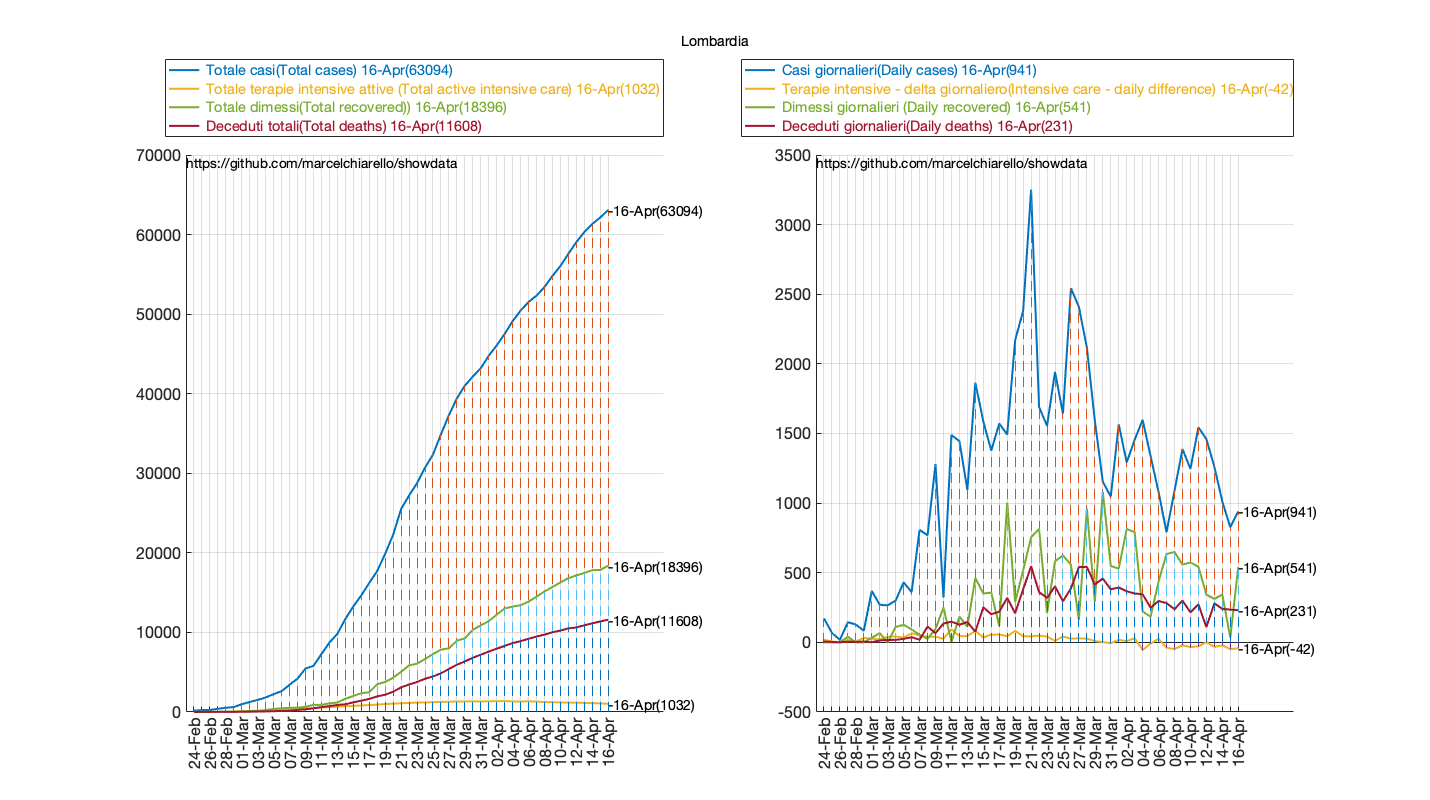 Lombardia
Totale casi(Total cases) 16-Apr(63094)
Totale terapie intensive attive (Total active intensive care) 16-Apr(1032)
Totale dimessi(Total recovered)) 16-Apr(18396)
Deceduti totali(Total deaths) 16-Apr(11608)
70000
https://github.com/marcelchiarello/showdata
60000
50000
40000
30000
20000
10000
0
16-Apr(63094)
16-Apr(18396)
16-Apr(11608)
16-Apr(1032)
24-Feb
26-Feb
28-Feb
01-Mar
03-Mar
05-Mar
07-Mar
09-Mar
11-Mar
13-Mar
15-Mar
17-Mar
19-Mar
21-Mar
23-Mar
25-Mar
27-Mar
29-Mar
31-Mar
02-Apr
04-Apr
06-Apr
08-Apr
10-Apr
12-Apr
14-Apr
16-Apr
Casi giornalieri(Daily cases) 16-Apr(941)
Terapie intensive - delta giornaliero(Intensive care - daily difference) 16-Apr(-42)
Dimessi giornalieri (Daily recovered) 16-Apr(541)
Deceduti giornalieri(Daily deaths) 16-Apr(231)
3500
https://github.com/marcelchiarello/showdata
3000
2500
2000
1500
1000
500
0
-500
16-Apr(941)
16-Apr(541)
16-Apr(231)
16-Apr(-42)
24-Feb
26-Feb
28-Feb
01-Mar
03-Mar
05-Mar
07-Mar
09-Mar
11-Mar
13-Mar
15-Mar
17-Mar
19-Mar
21-Mar
23-Mar
25-Mar
27-Mar
29-Mar
31-Mar
02-Apr
04-Apr
06-Apr
08-Apr
10-Apr
12-Apr
14-Apr
16-Apr